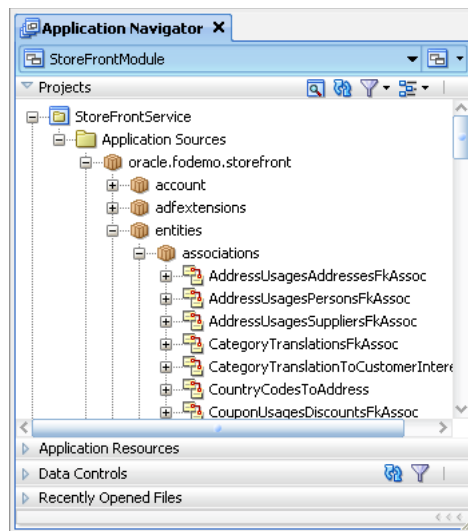 Application Navigator
StoreFrontModule
Projects
StoreFrontService
Application Sources
oracle.fodemo.storefront
account
adfextensions
entities
associations
AddressUsagesAddressesFkAssoc
AddressUsagesPersonsFkAssoc
AddressUsagesSuppliersFkAssoc
CategoryTranslationsFkAssoc
CategoryTranslationToCustomerIntere
CountryCodesToAddress
CouponUsagesDiscountsFkAssoc
Application Resources
Data Controls
Recently Opened Files